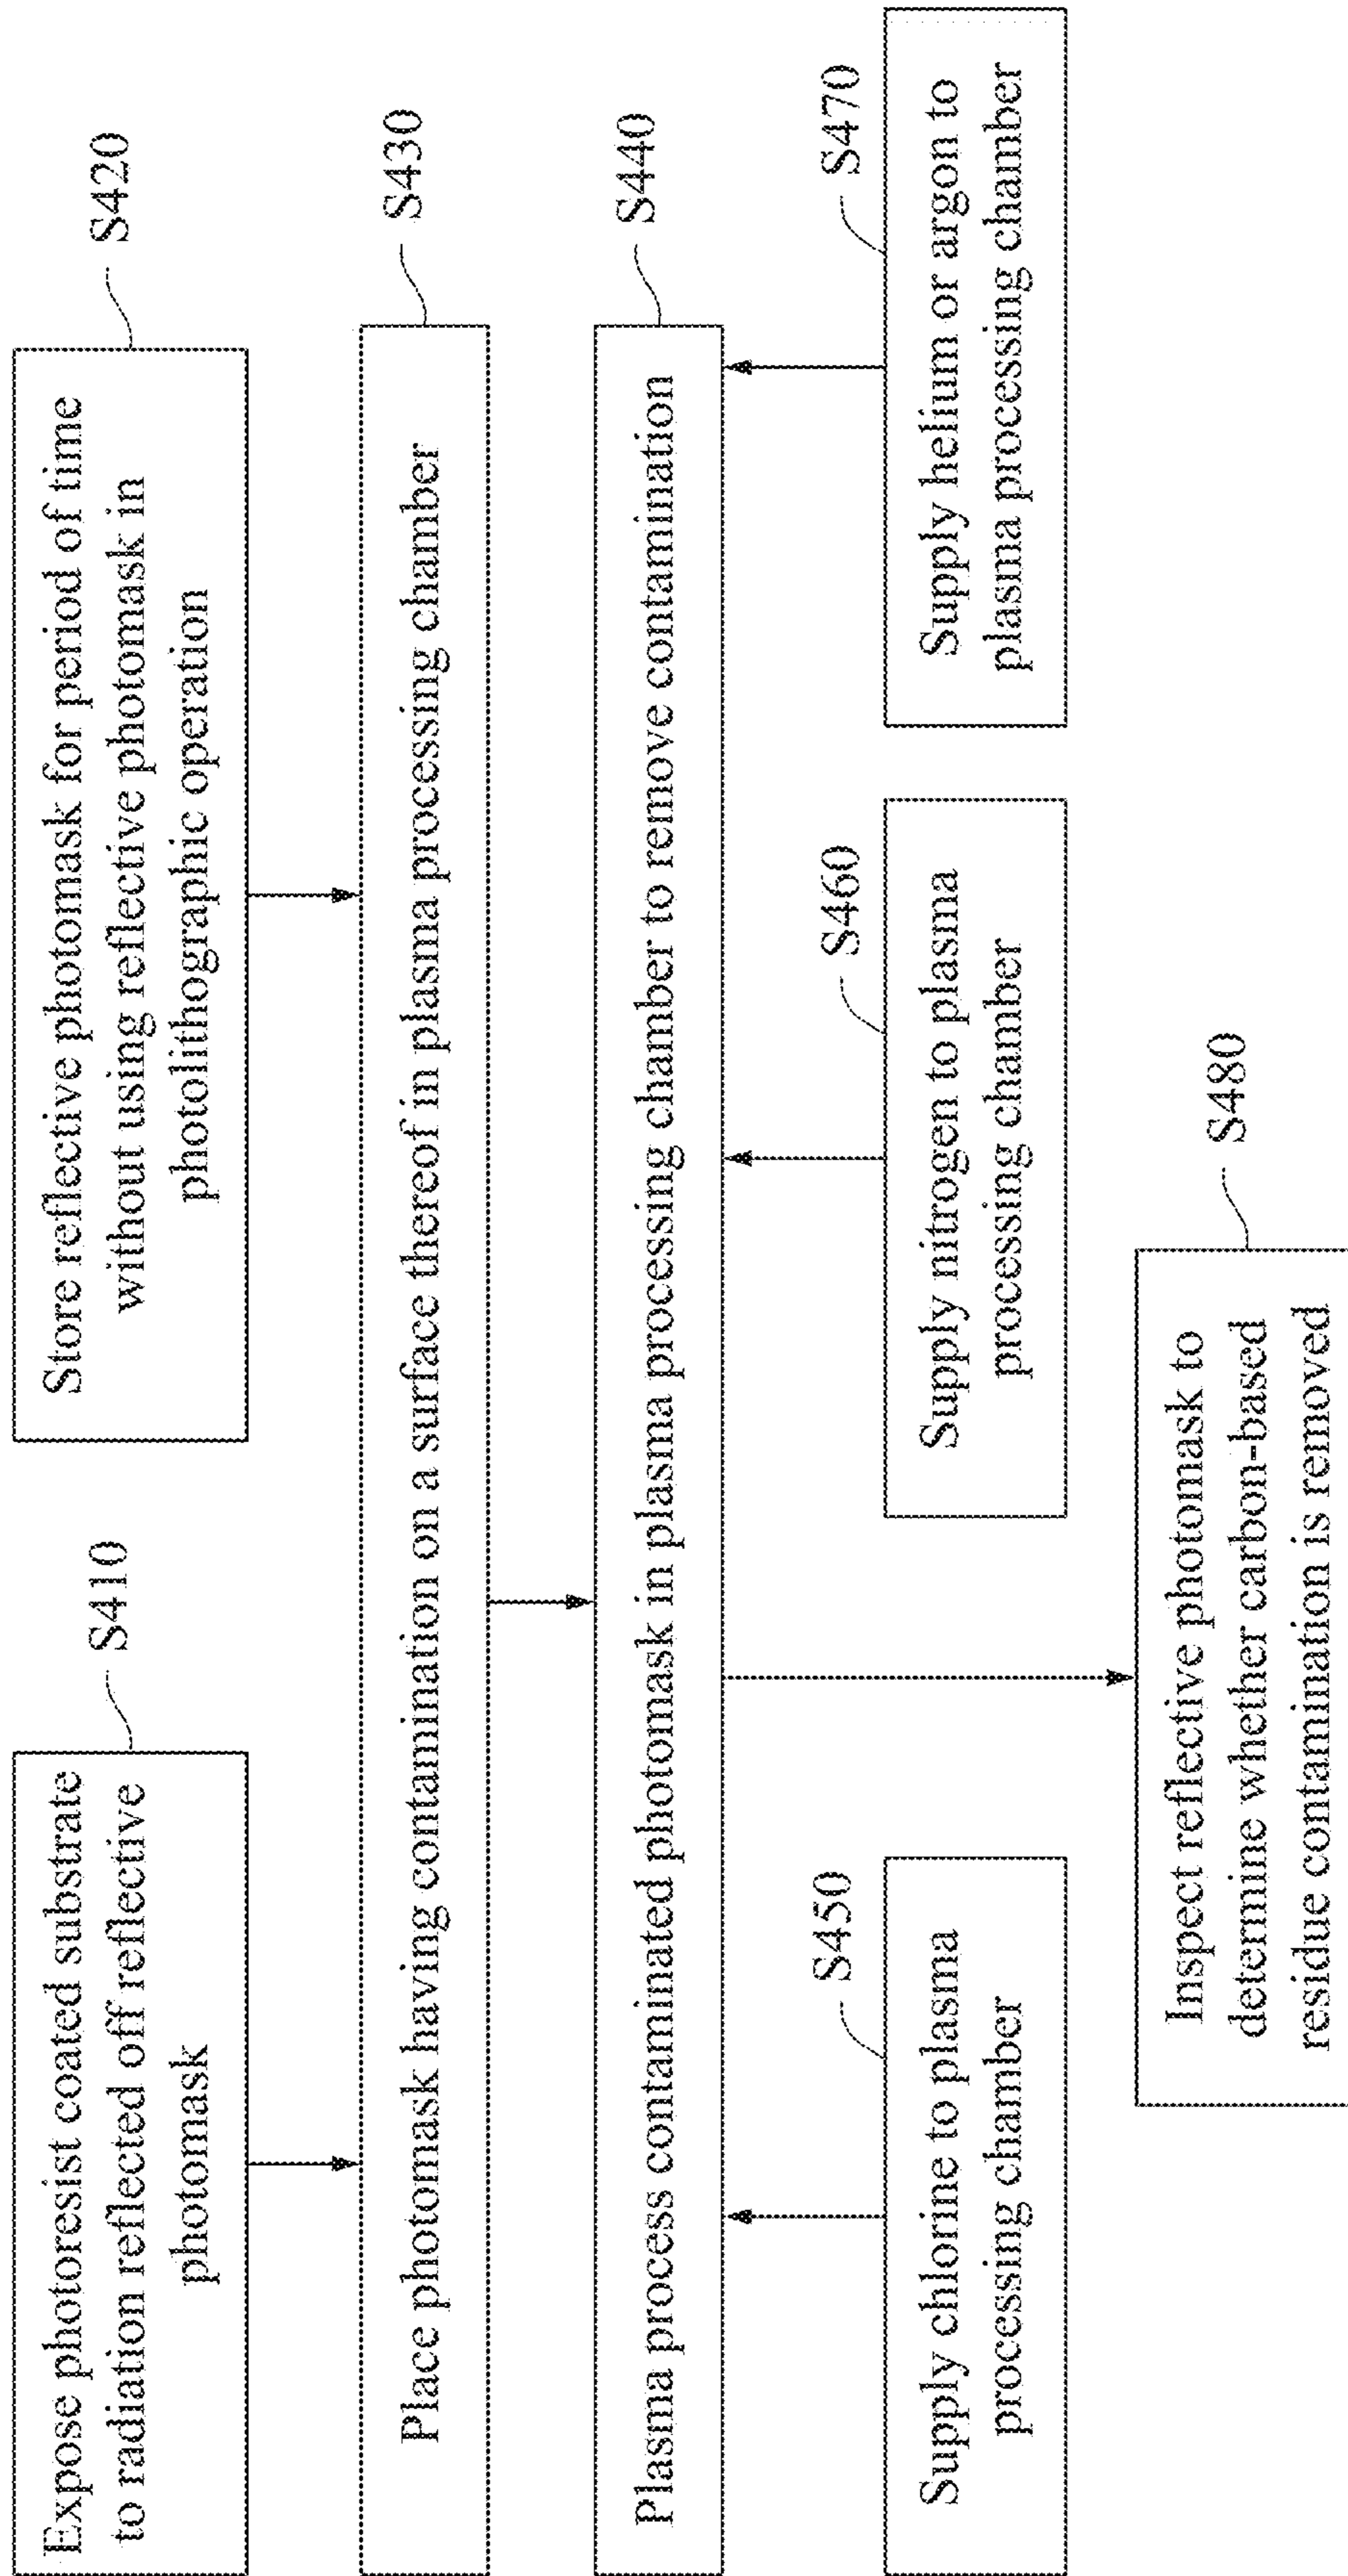 Expose photoresist coated substrate
to radiation reflected off reflective
photomask
S410
Store reflective photomask for period of time
without using reflective photomask in
photolithographic operation
S420
Place photomask having contamination on a surface thereof in plasma processing chamber
S430
Plasma process contaminated photomask in plasma processing chamber to remove contamination
S440
Supply chlorine to plasma
processing chamber
S450
Supply nitrogen to plasma
processing chamber
S460
Supply helium or argon to
plasma processing chamber
S470
Inspect reflective photomask to
determine whether carbon-based
residue contamination is removed
S480